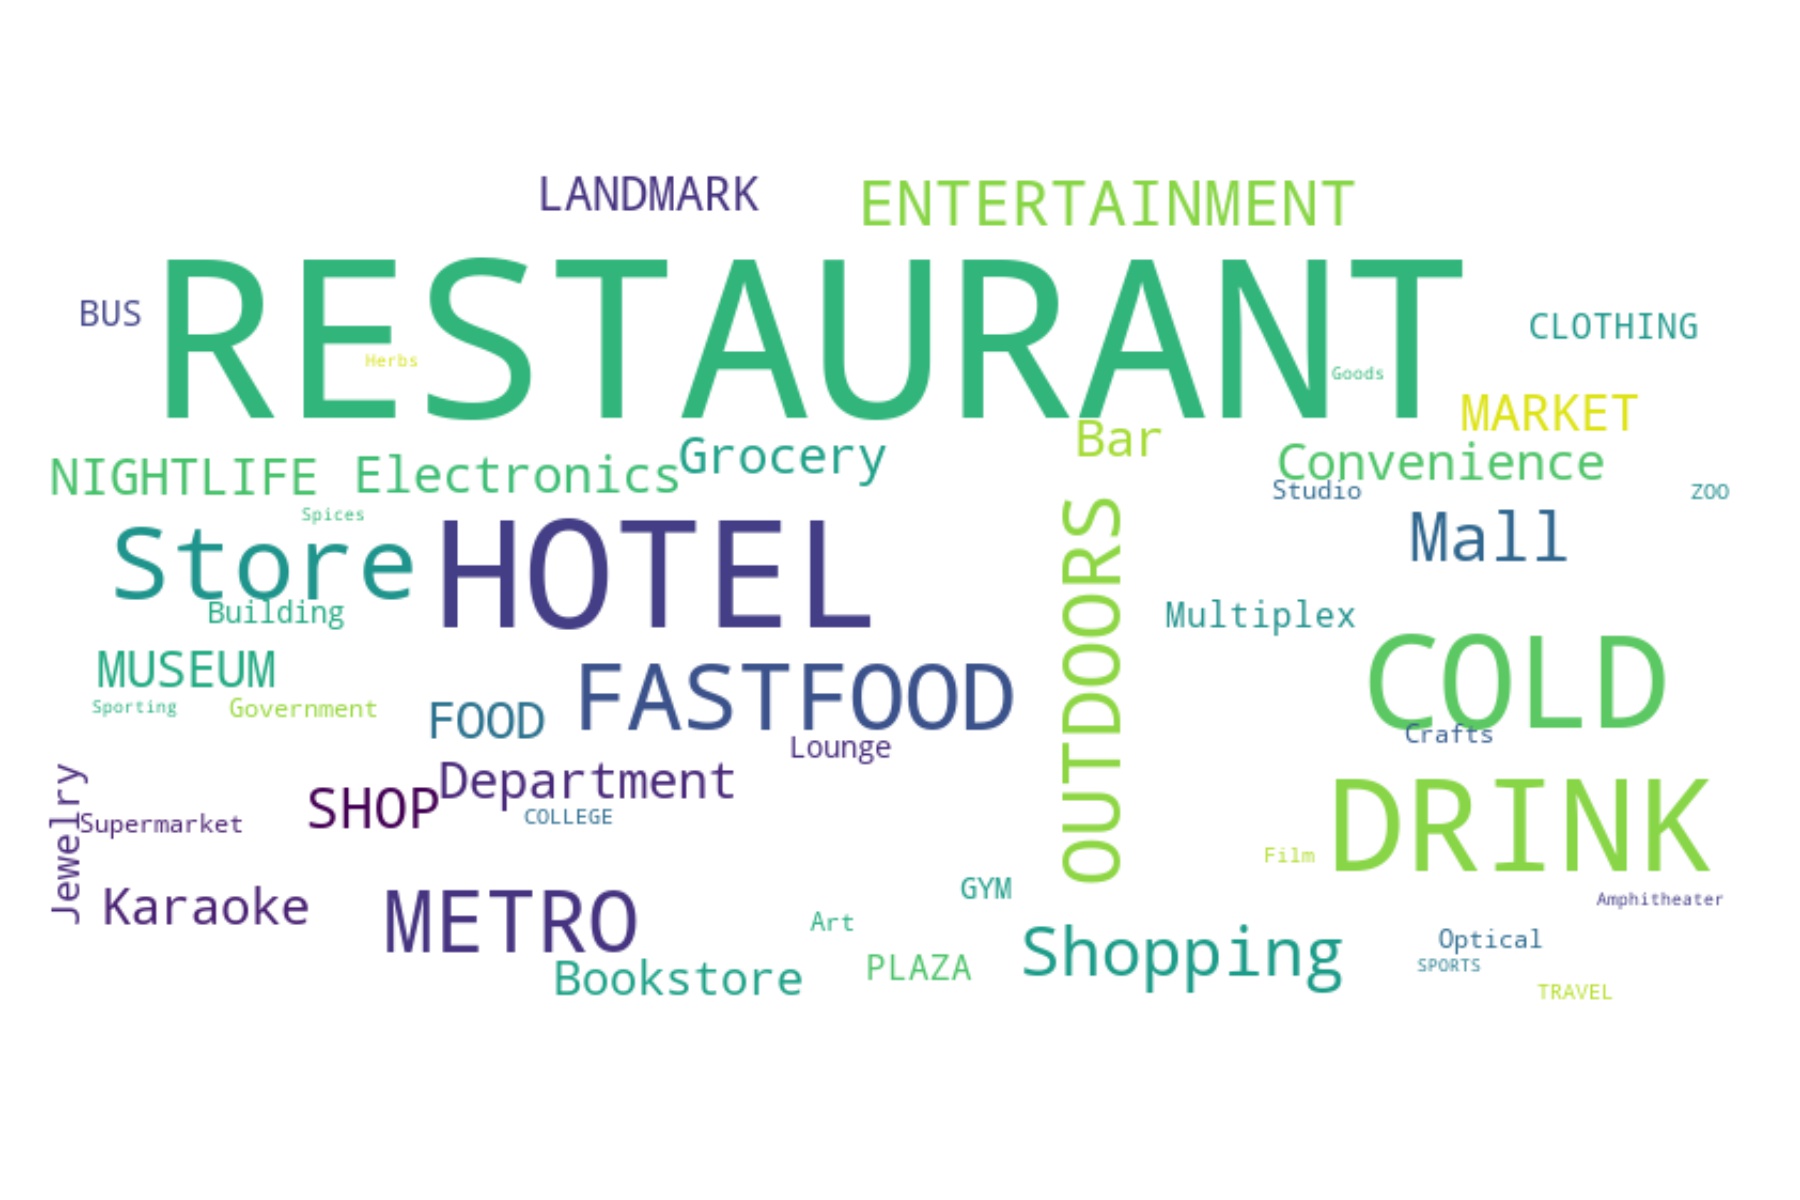 LANDMARK
ENTERTAINMENT
RESTAURANT
BUS
CLOTHING
Herbs
Goods
MARKET
Bar
Grocery
Convenience
NIGHTLIFE
Electronics
Studio
ZOO
Spices
Store
HOTEL
OUTDOORS
Mall
Building
Multiplex
MUSEUM
FASTFOOD
COLD
Sporting
Government
FOOD
Crafts
Lounge
Department
SHOP
COLLEGE
DRINK
Jewelry
Supermarket
Film
GYM
Amphitheater
Karaoke
METRO
Art
Shopping
Optical
Bookstore
PLAZA
SPORTS
TRAVEL